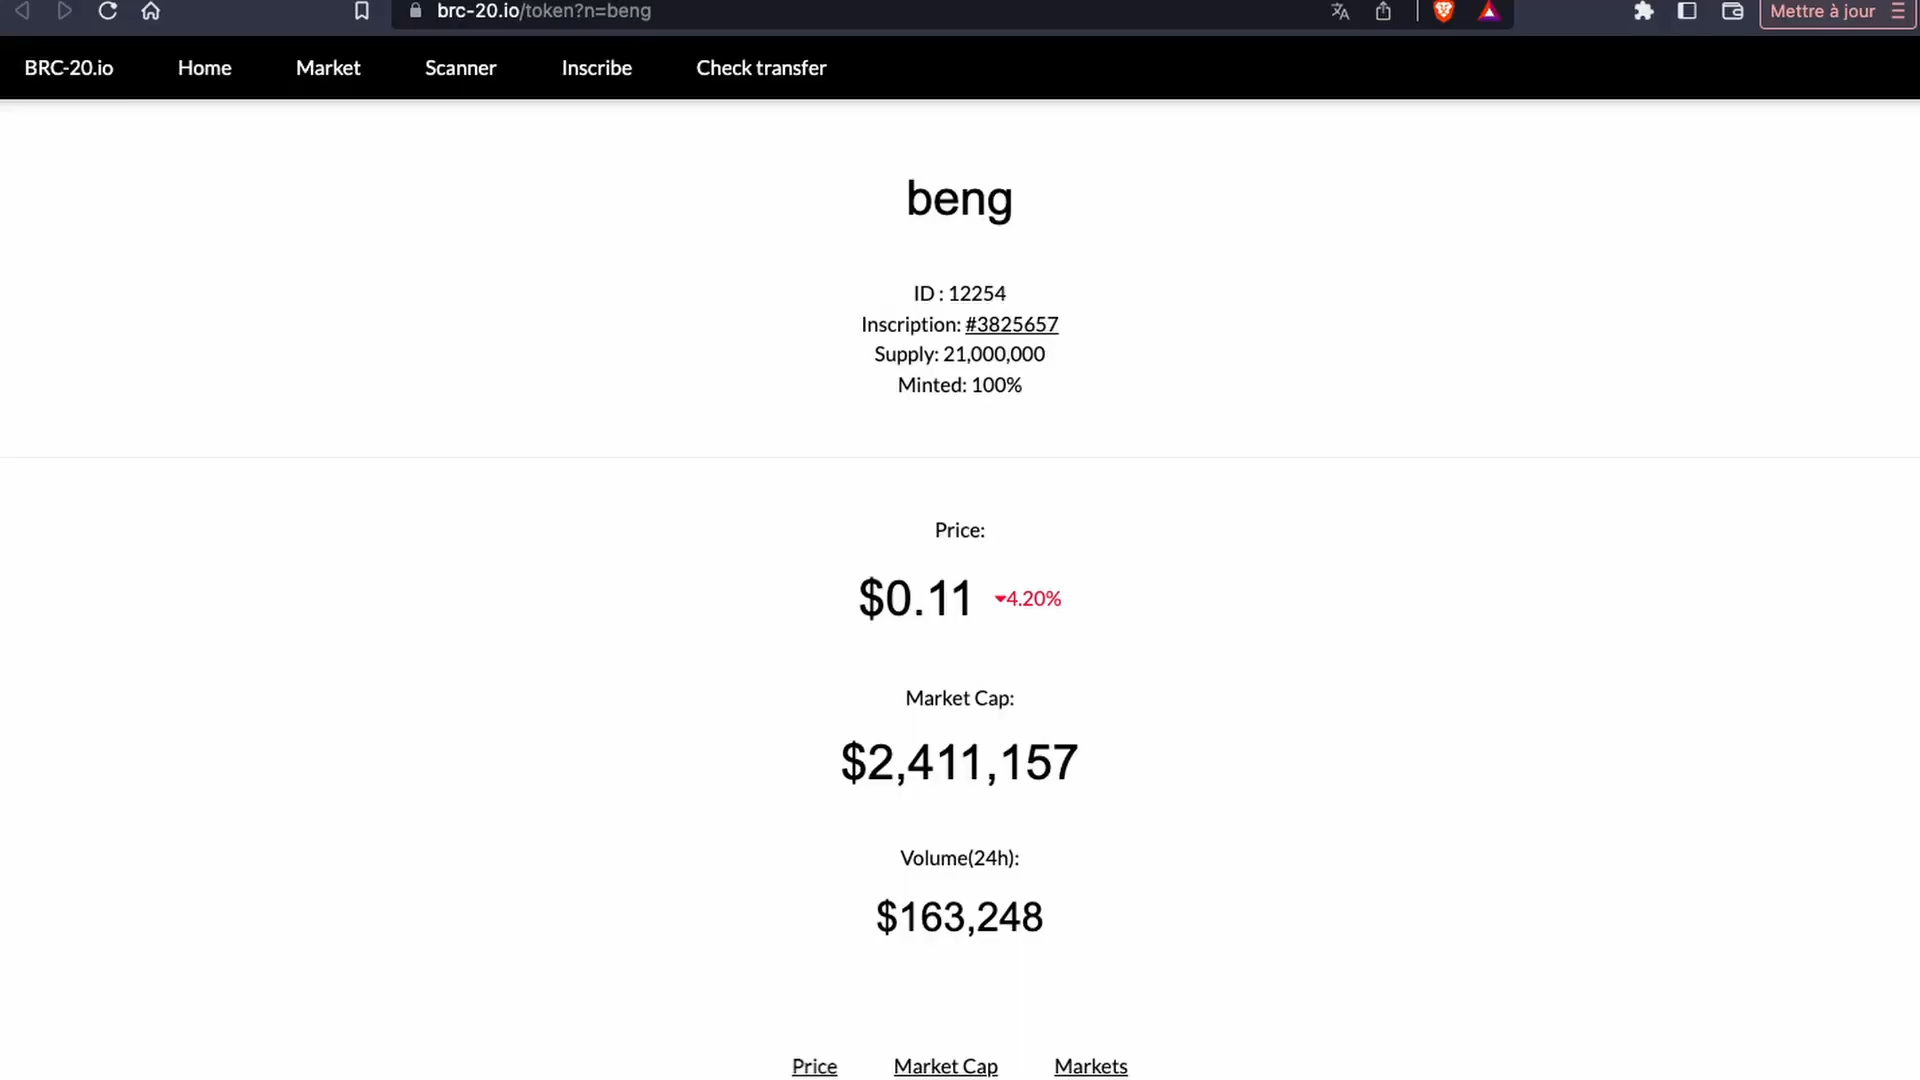 brc-20.io/token?n=beng
Mettre à jour
BRC-20.io Home Market Scanner Inscribe Check transfer
beng
ID : 12254
Inscription: #3825657
Supply: 21,000,000
Minted: 100%
Price:
$0.11 4.20%
Market Cap:
$2,411,157
Volume(24h):
$163,248
Price Market Cap Markets